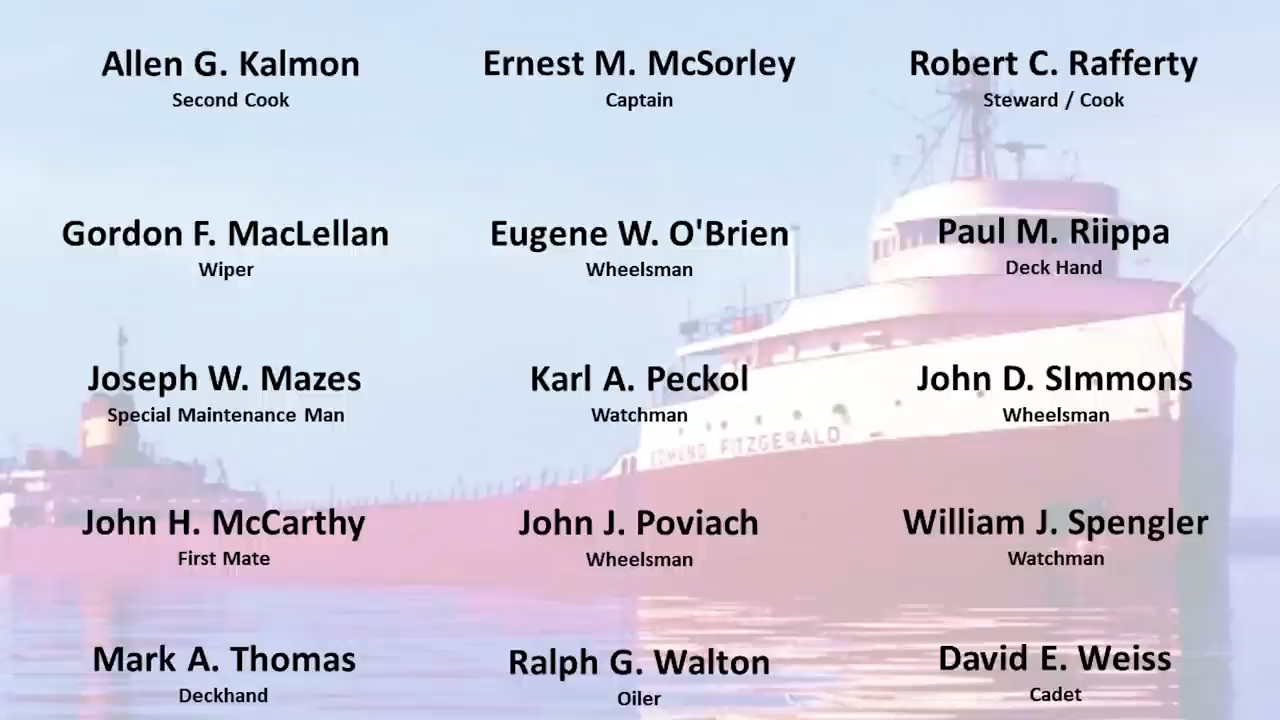 Allen G. Kalmon
Second Cook
Ernest M. McSorley
Captain
Robert C. Rafferty
Steward / Cook
Gordon F. MacLellan
Wiper
Eugene W. O'Brien
Wheelsman
Paul M. Riippa
Deck Hand
Joseph W. Mazes
Special Maintenance Man
Karl A. Peckol
Watchman
John D. SImmons
Wheelsman
EDMUND FITZGERALD
John H. McCarthy
First Mate
John J. Poviach
Wheelsman
William J. Spengler
Watchman
Mark A. Thomas
Deckhand
Ralph G. Walton
Oiler
David E. Weiss
Cadet